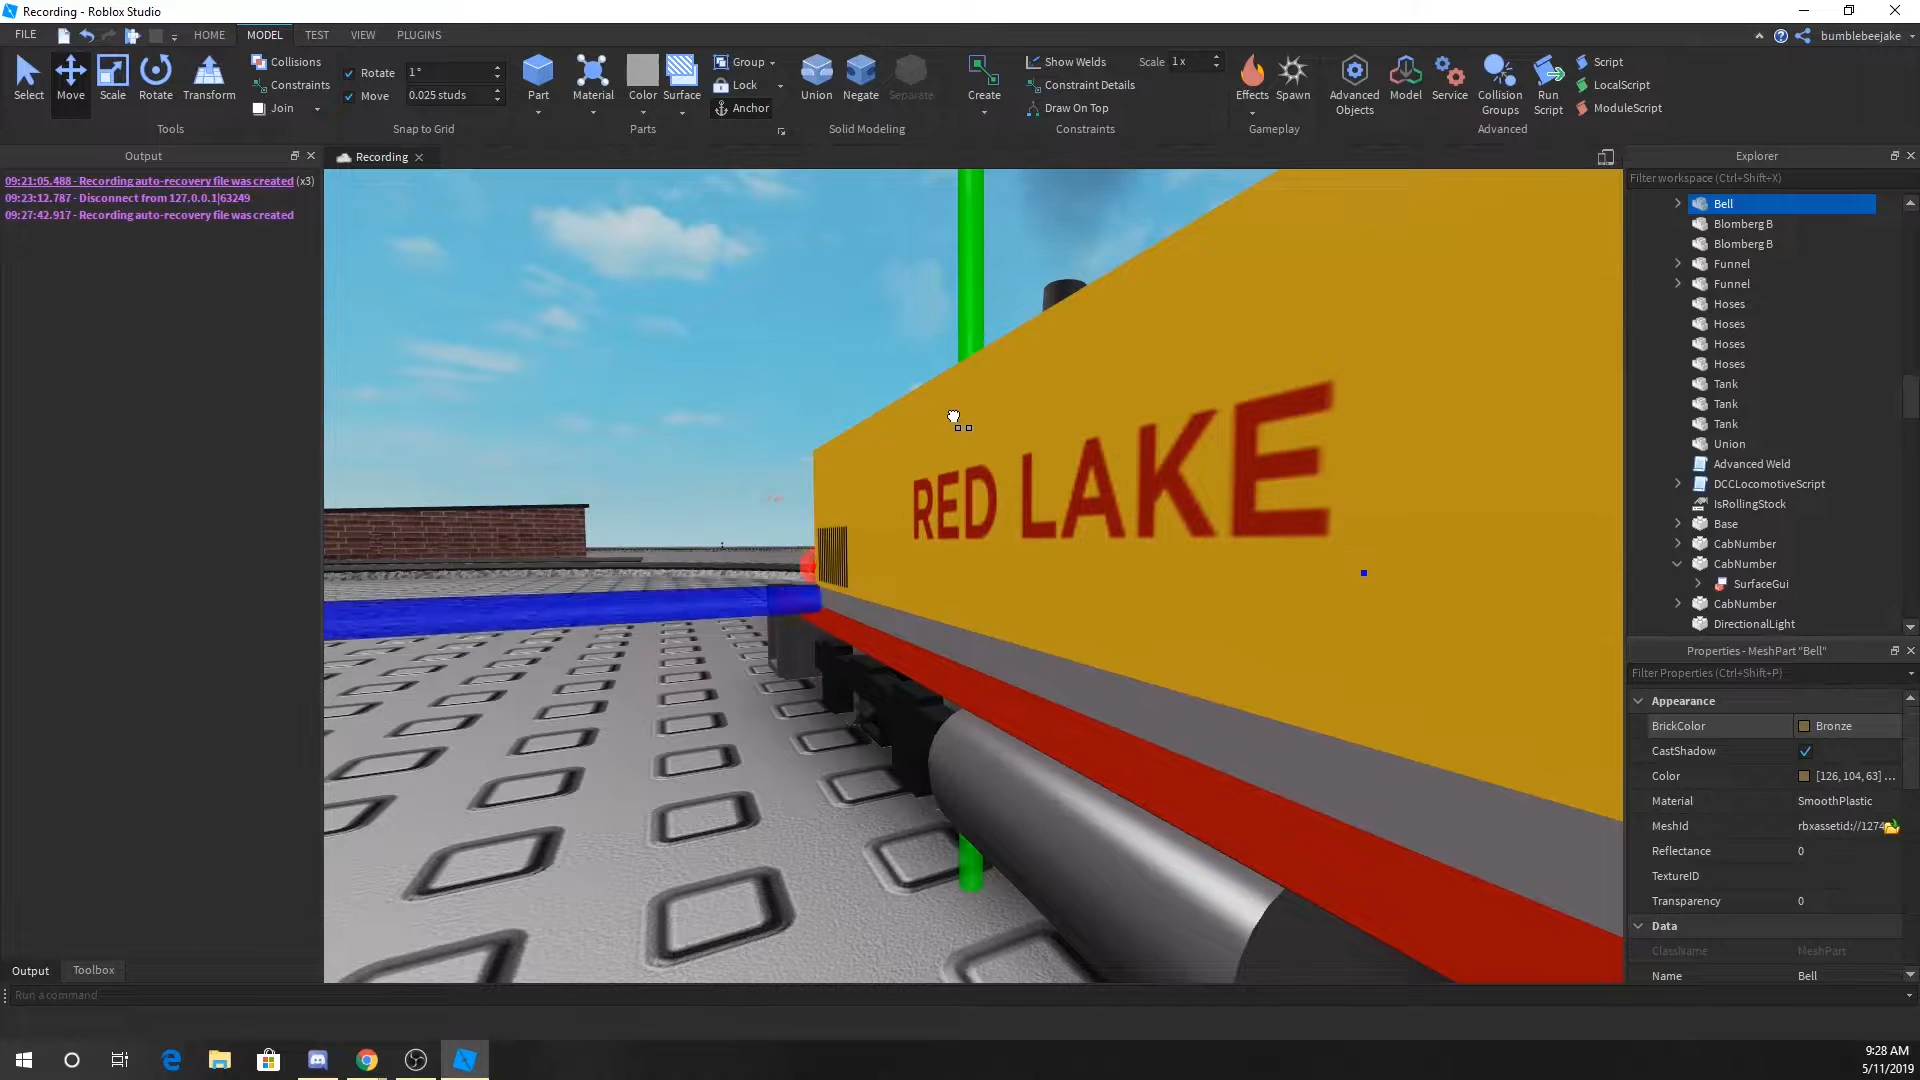 Recording - Roblox Studio
FILE
HOME
MODEL
TEST
VIEW
PLUGINS
bumblebeejake
Select
Move
Scale
Rotate
Transform
Collisions
Constraints
Join
Tools
Rotate
1°
Move
0.025 studs
Snap to Grid
Part
Material
Color
Surface
Group
Lock
Anchor
Parts
Union
Negate
Separate
Solid Modeling
Create
Show Welds
Scale
1 x
Constraint Details
Draw On Top
Constraints
Effects
Spawn
Gameplay
Advanced Objects
Model
Service
Collision Groups
Run Script
Script
LocalScript
ModuleScript
Advanced
Output
09:21:05.488 - Recording auto-recovery file was created (x3)
09:23:12.787 - Disconnect from 127.0.0.1|63249
09:27:42.917 - Recording auto-recovery file was created
Recording
RED LAKE
Explorer
Filter workspace (Ctrl+Shift+X)
Bell
Blomberg B
Blomberg B
Funnel
Funnel
Hoses
Hoses
Hoses
Hoses
Tank
Tank
Tank
Union
Advanced Weld
DCCLocomotiveScript
IsRollingStock
Base
CabNumber
CabNumber
SurfaceGui
CabNumber
DirectionalLight
Properties - MeshPart "Bell"
Filter Properties (Ctrl+Shift+P)
Appearance
BrickColor
Bronze
CastShadow
Color
[126, 104, 63] ...
Material
SmoothPlastic
MeshId
rbxassetid://1274
Reflectance
0
TextureID
Transparency
0
Data
ClassName
MeshPart
Name
Bell
Output
Toolbox
Run a command
9:28 AM
5/11/2019